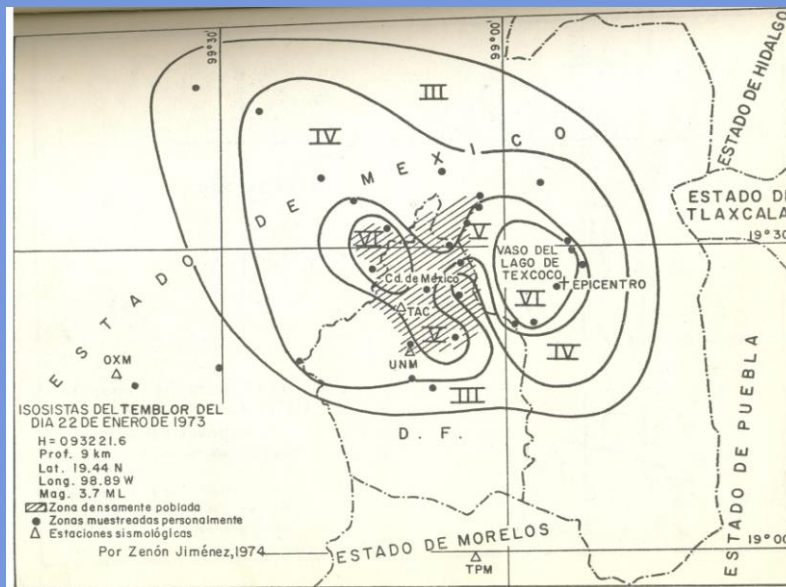 99°30'
99°00'
ESTADO DE HIDALGO
III
IV
ESTADO DE MEXICO
ESTADO DE
TLAXCALA
19°30'
VI
V
VASO DEL
LAGO DE
TEXCOCO
Cd. de México
EPICENTRO
VI
TAC
V
IV
UNM
OXM
III
ISOSISTAS DEL TEMBLOR DEL
DIA 22 DE ENERO DE 1973
D. F.
H= 093221.6
Prof. 9 km
Lat. 19.44 N
Long. 98.89 W
Mag. 3.7 ML
Zona densamente poblada
Zonas muestreadas personalmente
Estaciones sismológicas
Por Zenón Jiménez, 1974
ESTADO DE PUEBLA
ESTADO DE MORELOS
19°00'
TPM